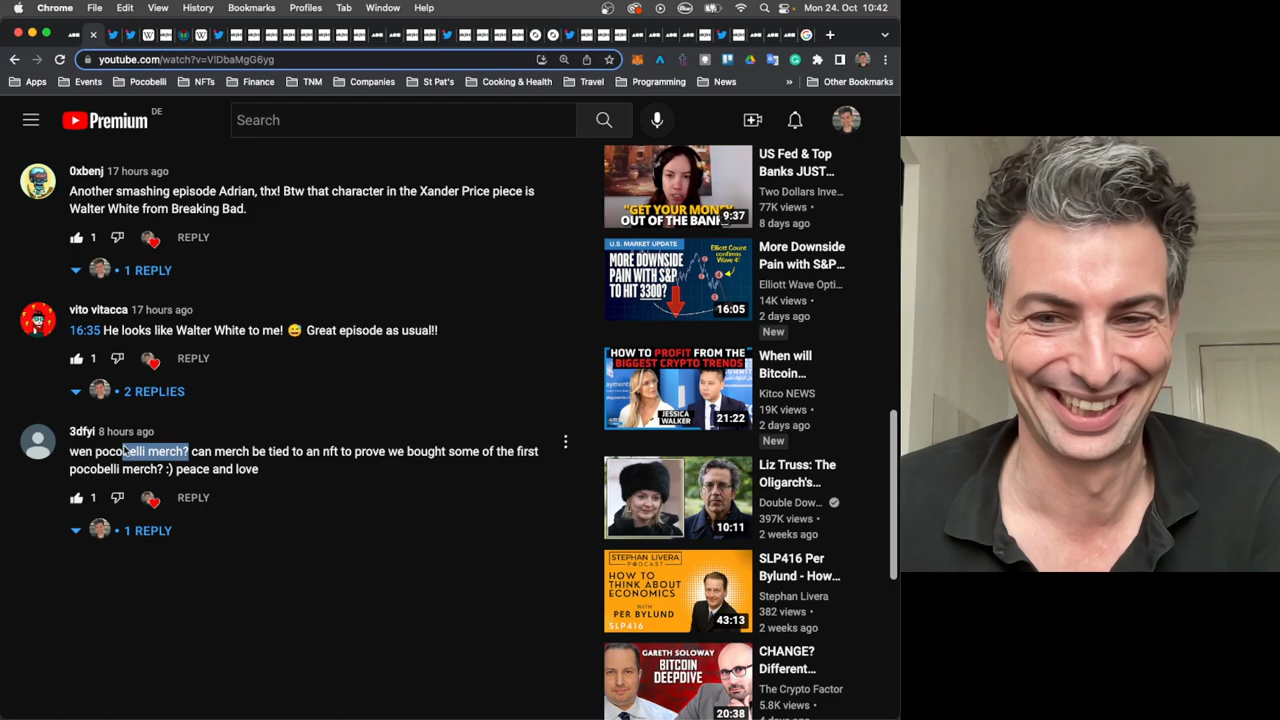 Chrome File Edit View History Bookmarks Profiles Tab Window Help
Mon 24. Oct 10:42
youtube.com/watch?v=VlDbaMgG6yg
Apps Events Pocobelli NFTs Finance TNM Companies St Pat's Cooking & Health Travel Programming News » Other Bookmarks
Premium DE
Search
0xbenj 17 hours ago
Another smashing episode Adrian, thx! Btw that character in the Xander Price piece is
Walter White from Breaking Bad.
1 REPLY
• 1 REPLY
vito vitacca 17 hours ago
16:35 He looks like Walter White to me! 😅 Great episode as usual!!
1 REPLY
• 2 REPLIES
3dfyi 8 hours ago
wen pocobelli merch? can merch be tied to an nft to prove we bought some of the first
pocobelli merch? :) peace and love
1 REPLY
• 1 REPLY
"GET YOUR MONEY
OUT OF THE BANK
9:37
US Fed & Top
Banks JUST...
Two Dollars Inve...
77K views •
8 days ago
U.S. MARKET UPDATE
MORE DOWNSIDE
PAIN WITH S&P
TO HIT 3300?
Elliott Count
confirms
Wave 4!
16:05
More Downside
Pain with S&P...
Elliott Wave Opti...
14K views •
2 days ago
New
HOW TO PROFIT FROM THE
BIGGEST CRYPTO TRENDS
JESSICA
WALKER
21:22
When will
Bitcoin...
Kitco NEWS
19K views •
2 days ago
New
10:11
Liz Truss: The
Oligarch's...
Double Dow...
397K views •
2 weeks ago
STEPHAN LIVERA
PODCAST
HOW TO
THINK ABOUT
ECONOMICS
WITH
PER BYLUND
SLP416
43:13
SLP416 Per
Bylund - How...
Stephan Livera
382 views •
2 weeks ago
GARETH SOLOWAY
BITCOIN
DEEPDIVE
20:38
CHANGE?
Different...
The Crypto Factor
5.8K views •